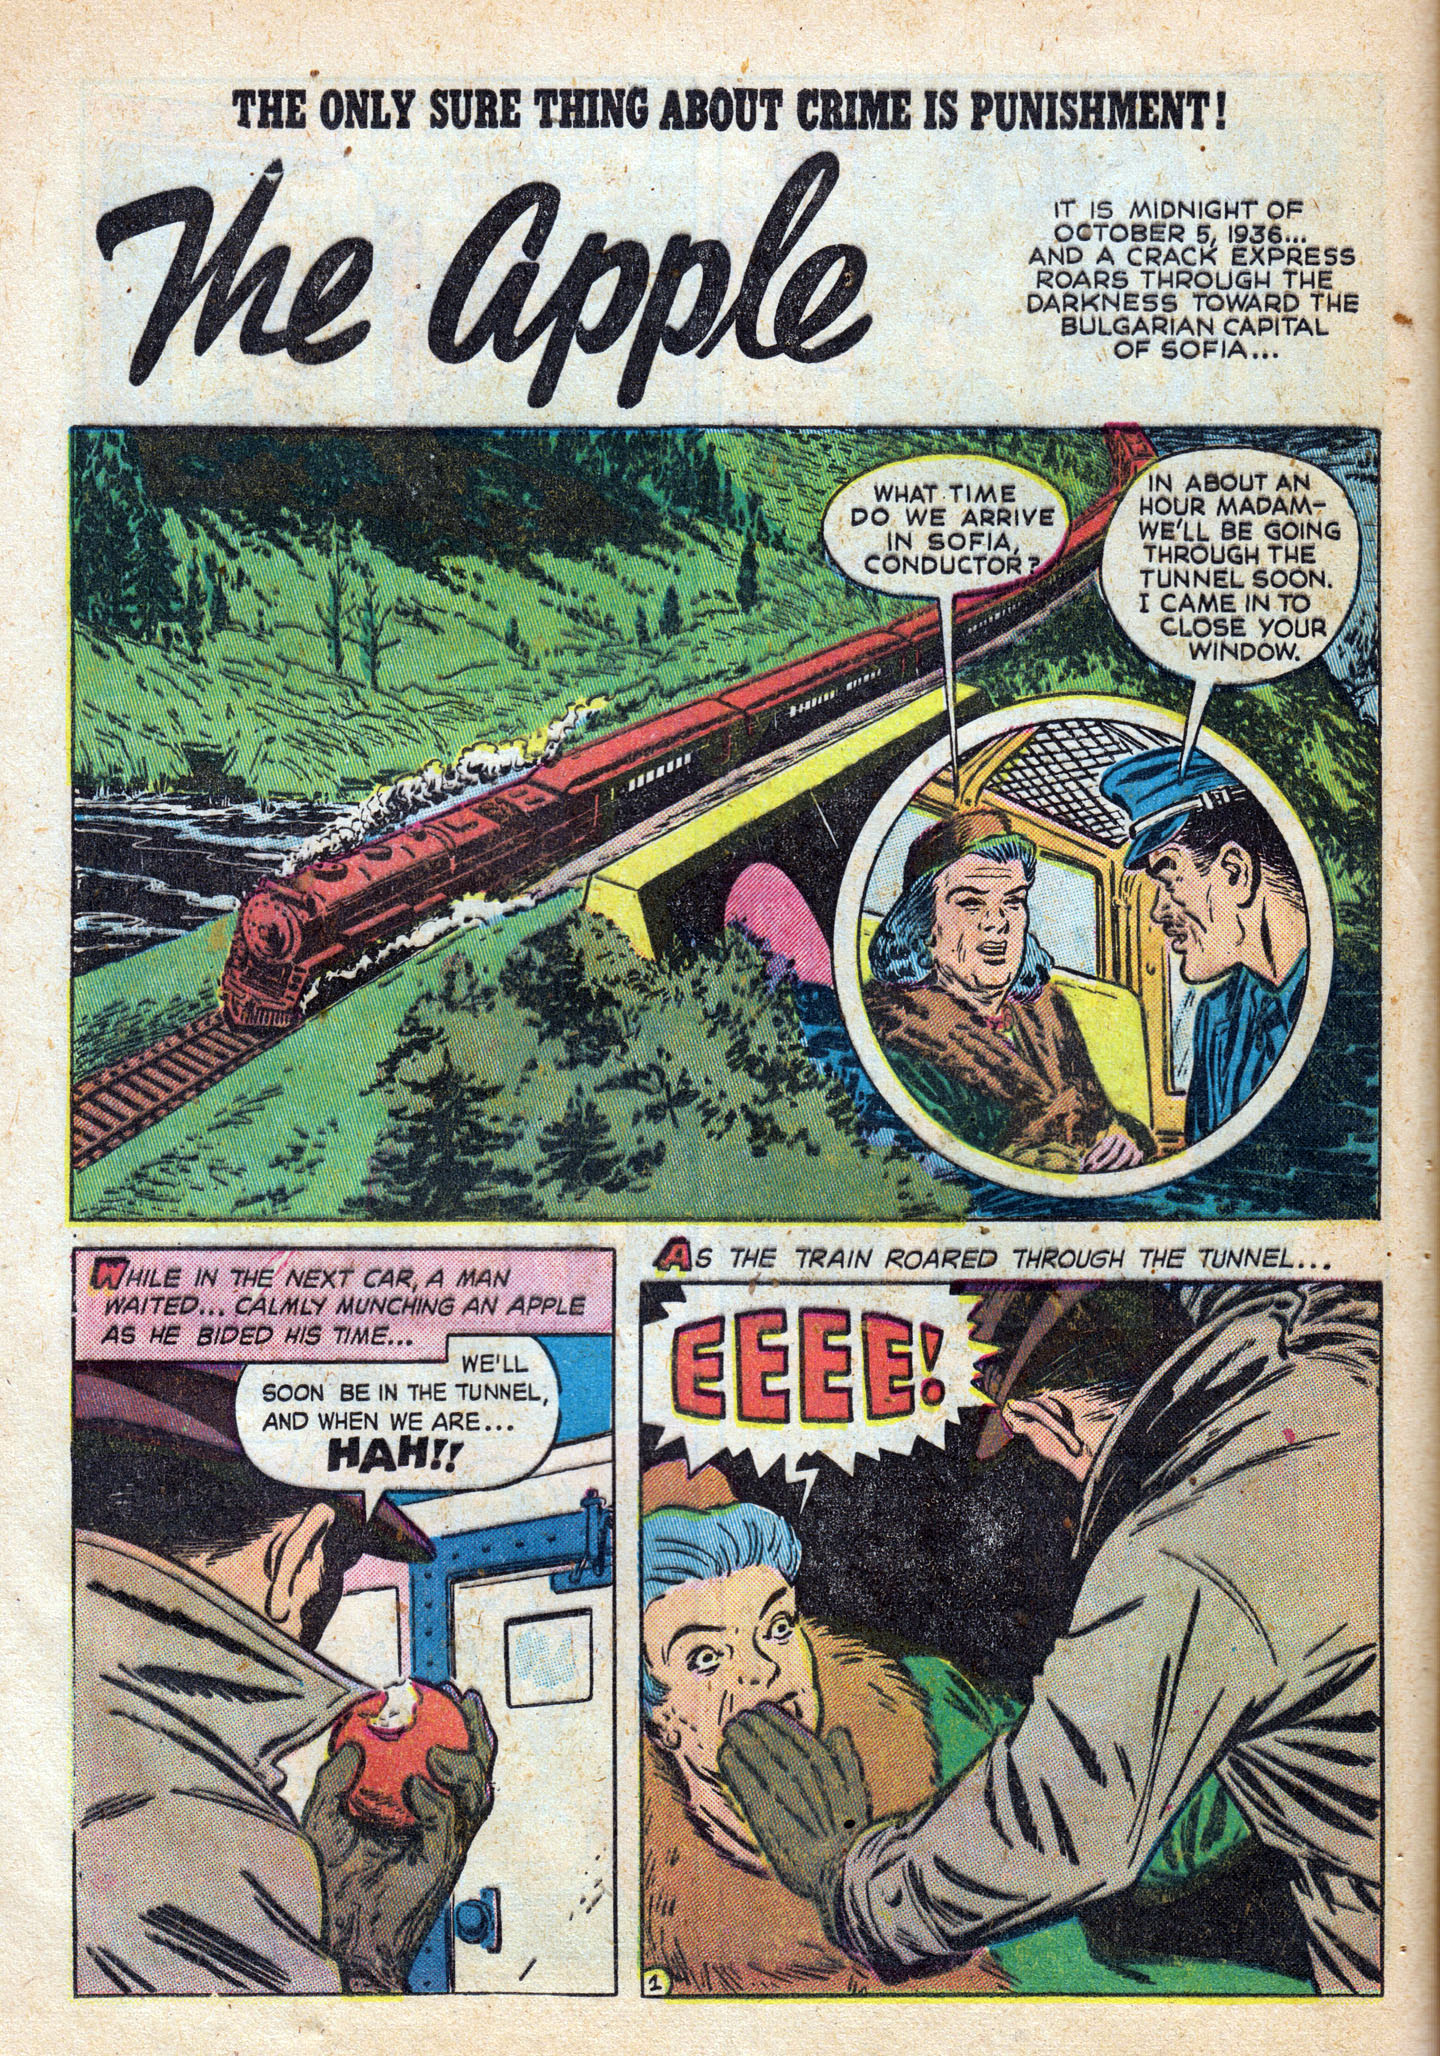 THE ONLY SURE THING ABOUT CRIME IS PUNISHMENT!
The Apple
IT IS MIDNIGHT OF
OCTOBER 5, 1936...
AND A CRACK EXPRESS
ROARS THROUGH THE
DARKNESS TOWARD THE
BULGARIAN CAPITAL
OF SOFIA...
WHAT TIME
DO WE ARRIVE
IN SOFIA,
CONDUCTOR?
IN ABOUT AN
HOUR MADAM-
WE'LL BE GOING
THROUGH THE
TUNNEL SOON.
I CAME IN TO
CLOSE YOUR
WINDOW.
WHILE IN THE NEXT CAR, A MAN
WAITED... CALMLY MUNCHING AN APPLE
AS HE BIDED HIS TIME...
WE'LL
SOON BE IN THE TUNNEL,
AND WHEN WE ARE...
HAH!!
AS THE TRAIN ROARED THROUGH THE TUNNEL...
EEEE!
1